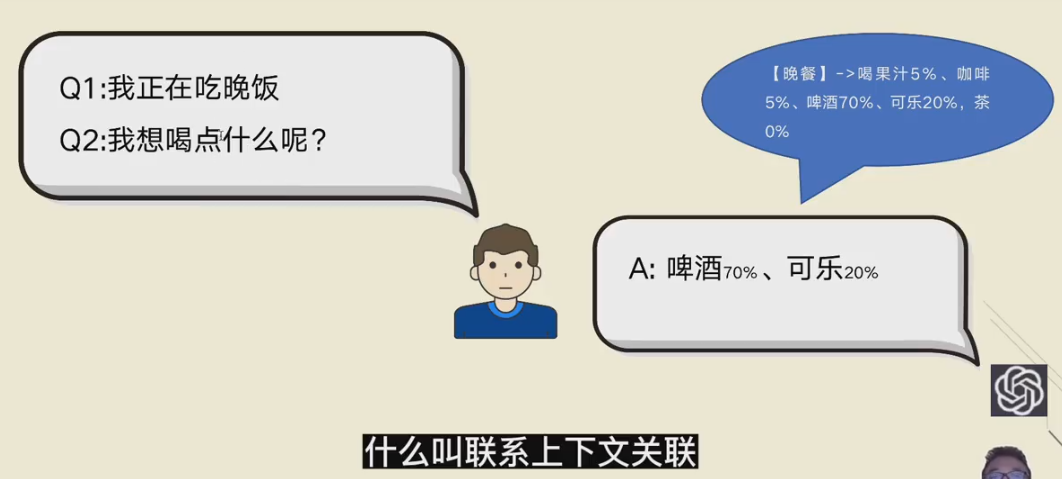 Q1:我正在吃晚饭
Q2:我想喝点什么呢?
【晚餐】->喝果汁5%、咖啡
5%、啤酒70%、可乐20%，茶
0%
A: 啤酒70%、可乐20%
什么叫联系上下文关联